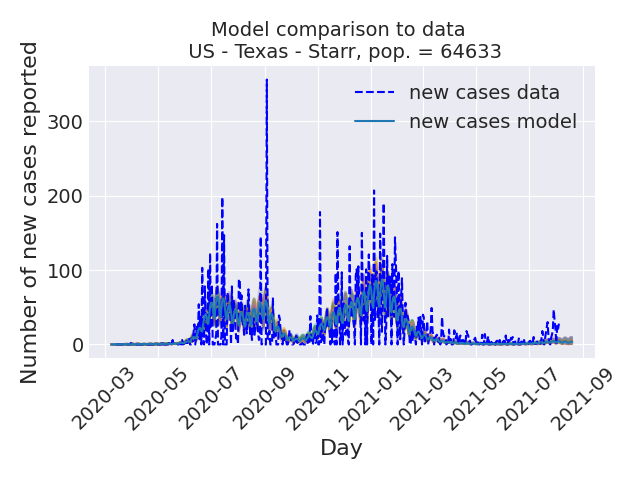 Model comparison to data
US - Texas - Starr, pop. = 64633
Number of new cases reported
300
200
100
0
new cases data
new cases model
2020-03
2020-05
2020-07
2020-09
2020-11
2021-01
2021-03
2021-05
2021-07
2021-09
Day